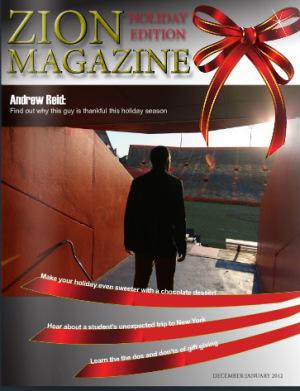 ZION HOLIDAY
EDITION
MAGAZINE
Andrew Reid:
Find out why this guy is thankful this holiday season
Make your holiday even sweeter with a chocolate dessert
Hear about a student's unexpected trip to New York
Learn the the dos and don'ts of gift giving
DECEMBER/JANUARY 2012